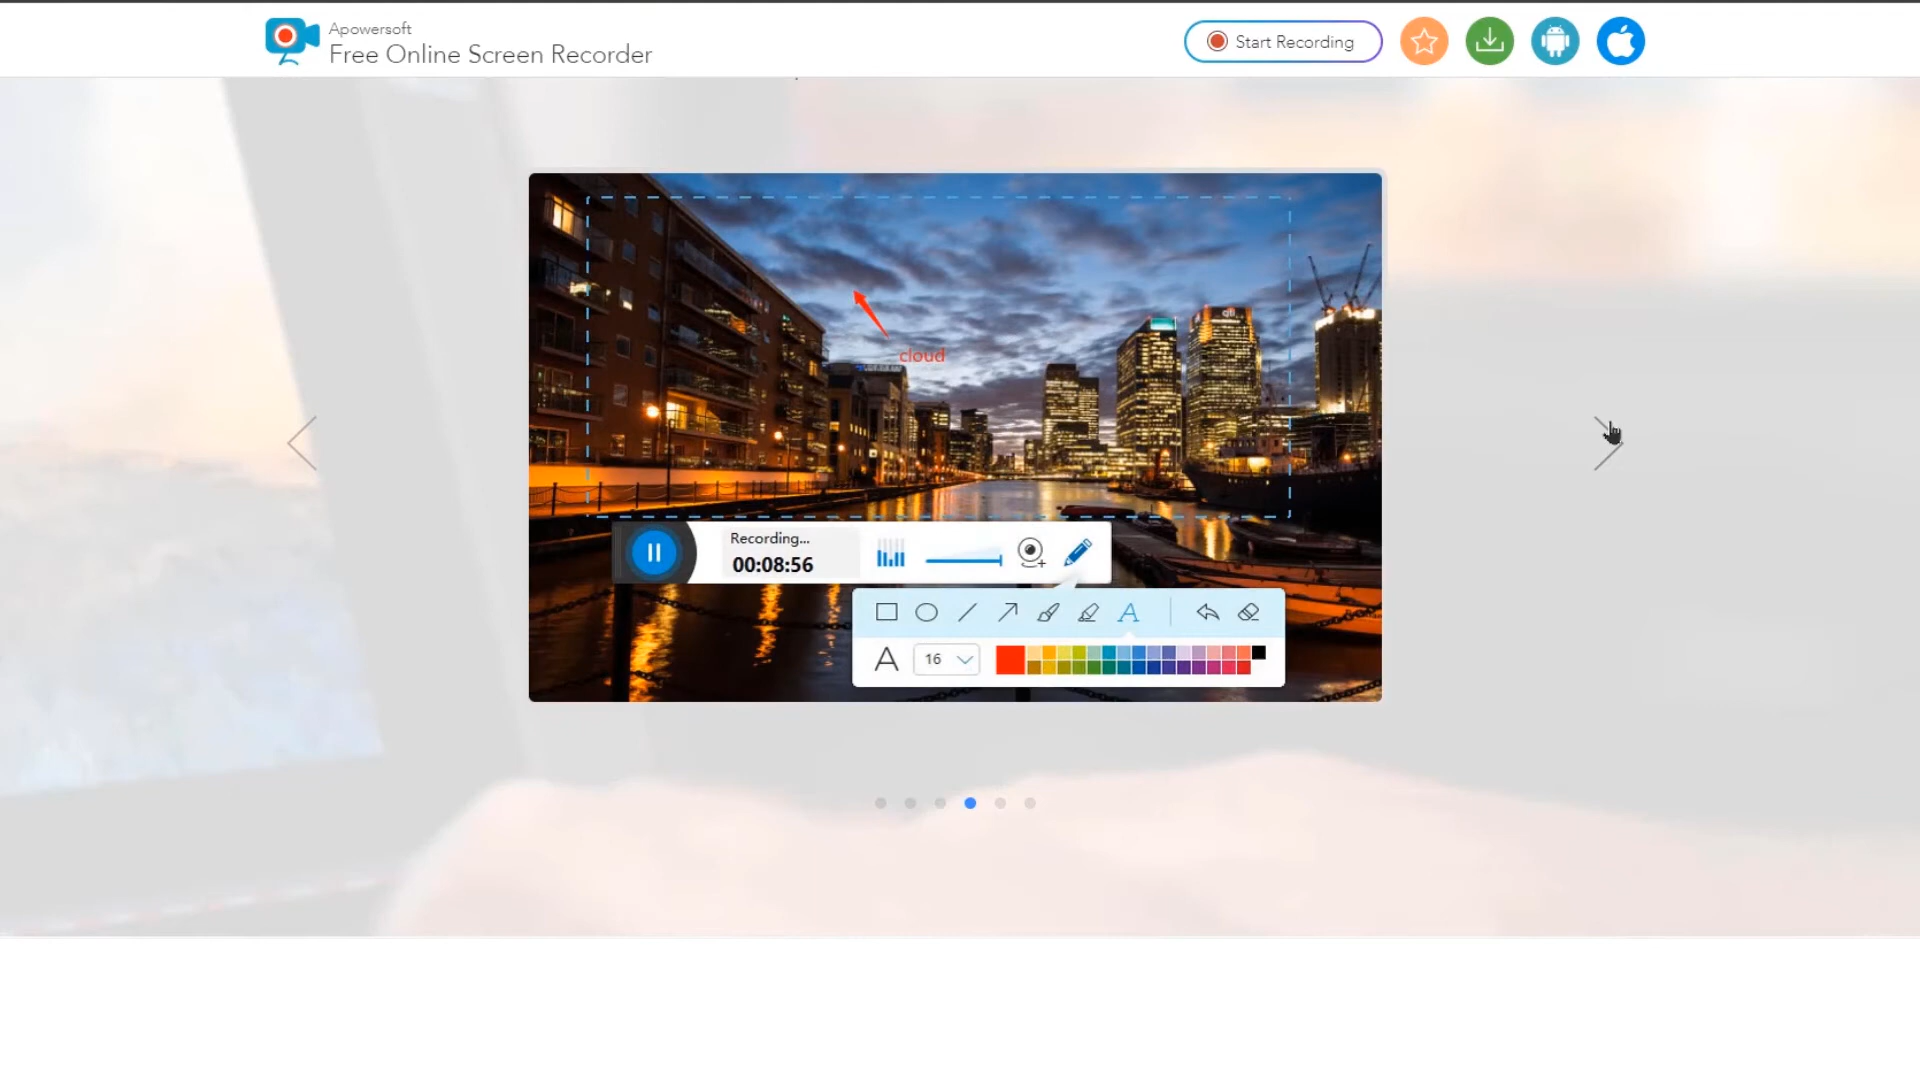 Apowersoft
Free Online Screen Recorder
Start Recording
cloud
Recording...
00:08:56
A
A
16